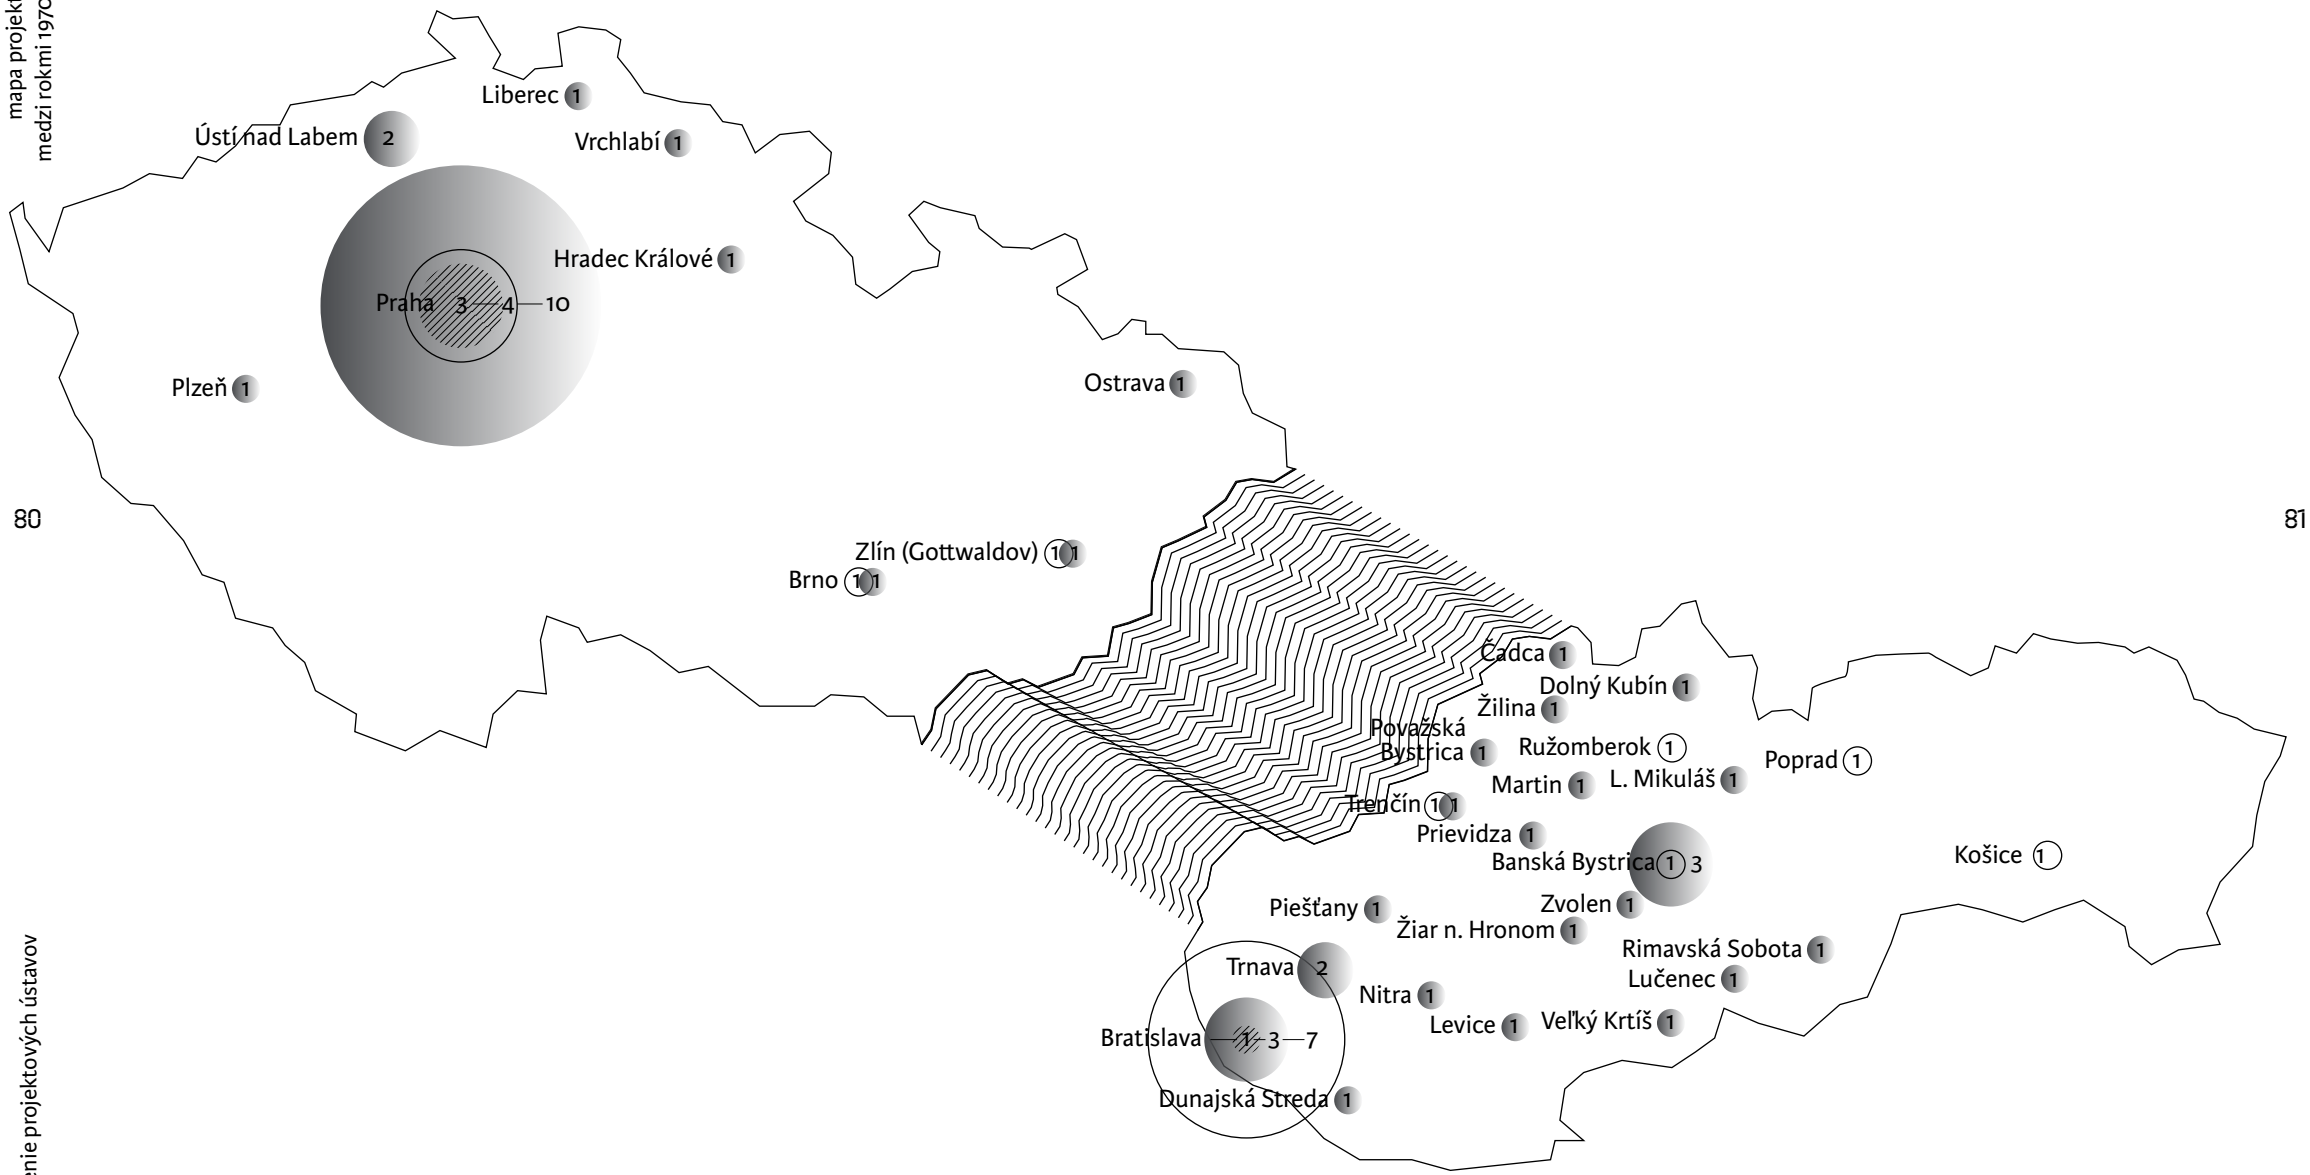 mapa projekt
medzi rokmi 1970
Liberec 1
Ústí nad Labem 2
Vrchlabí 1
Hradec Králové 1
Praha 3 4 10
Plzeň 1
Ostrava 1
80
81
Zlín (Gottwaldov) 1 1
Brno 1 1
Čadca 1
Dolný Kubín 1
Žilina 1
Považská
Bystrica 1
Ružomberok 1
Poprad 1
L. Mikuláš 1
Martin 1
Trenčín 1 1
Prievidza 1
Banská Bystrica 1 3
Košice 1
Zvolen 1
Piešťany 1
Žiar n. Hronom 1
Rimavská Sobota 1
Trnava 2
Lučenec 1
Nitra 1
Levice 1
Veľký Krtíš 1
Bratislava 1 3 7
Dunajská Streda 1
enie projektových ústavov